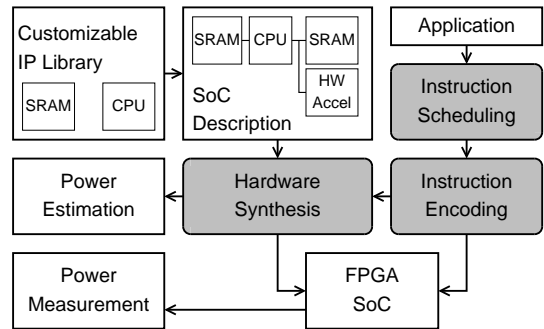 Customizable
IP Library
SRAM
CPU
SRAM
CPU
SRAM
HW
Accel
SoC
Description
Application
Instruction
Scheduling
Power
Estimation
Hardware
Synthesis
Instruction
Encoding
Power
Measurement
FPGA
SoC